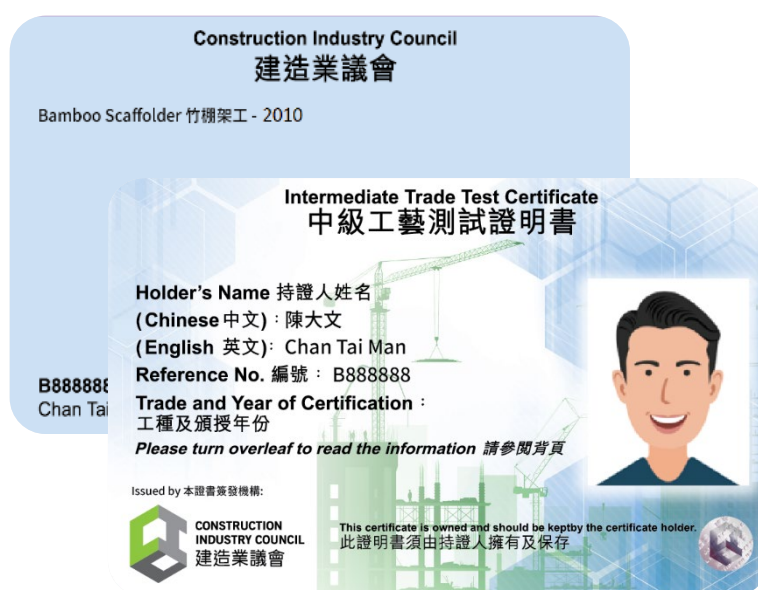 Construction Industry Council
建造業議會
Bamboo Scaffolder 竹棚架工 - 2010
B888888
Chan Tai
Intermediate Trade Test Certificate
中級工藝測試證明書
Holder's Name 持證人姓名
(Chinese 中文)：陳大文
(English 英文): Chan Tai Man
Reference No. 編號： B888888
Trade and Year of Certification：
工種及頒授年份
Please turn overleaf to read the information 請參閱背頁
Issued by 本證書簽發機構:
CONSTRUCTION
INDUSTRY COUNCIL
建造業議會
This certificate is owned and should be keptby the certificate holder.
此證明書須由持證人擁有及保存